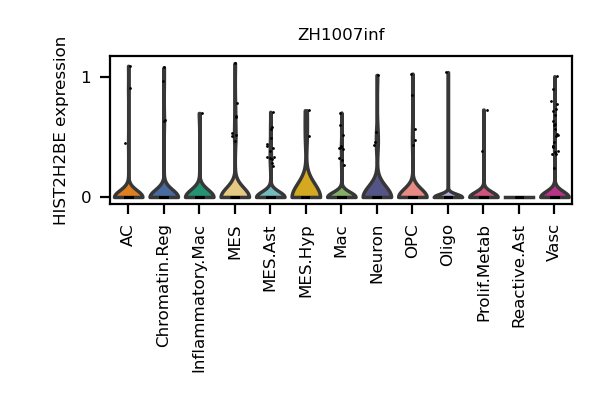 ZH1007inf
HIST2H2BE expression
1
0
AC
Chromatin.Reg
Inflammatory.Mac
MES
MES.Ast
MES.Hyp
Mac
Neuron
OPC
Oligo
Prolif.Metab
Reactive.Ast
Vasc